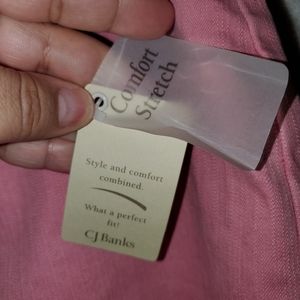 Comfort
Stretch
Style and comfort
combined.
What a perfect
fit!
CJ Banks